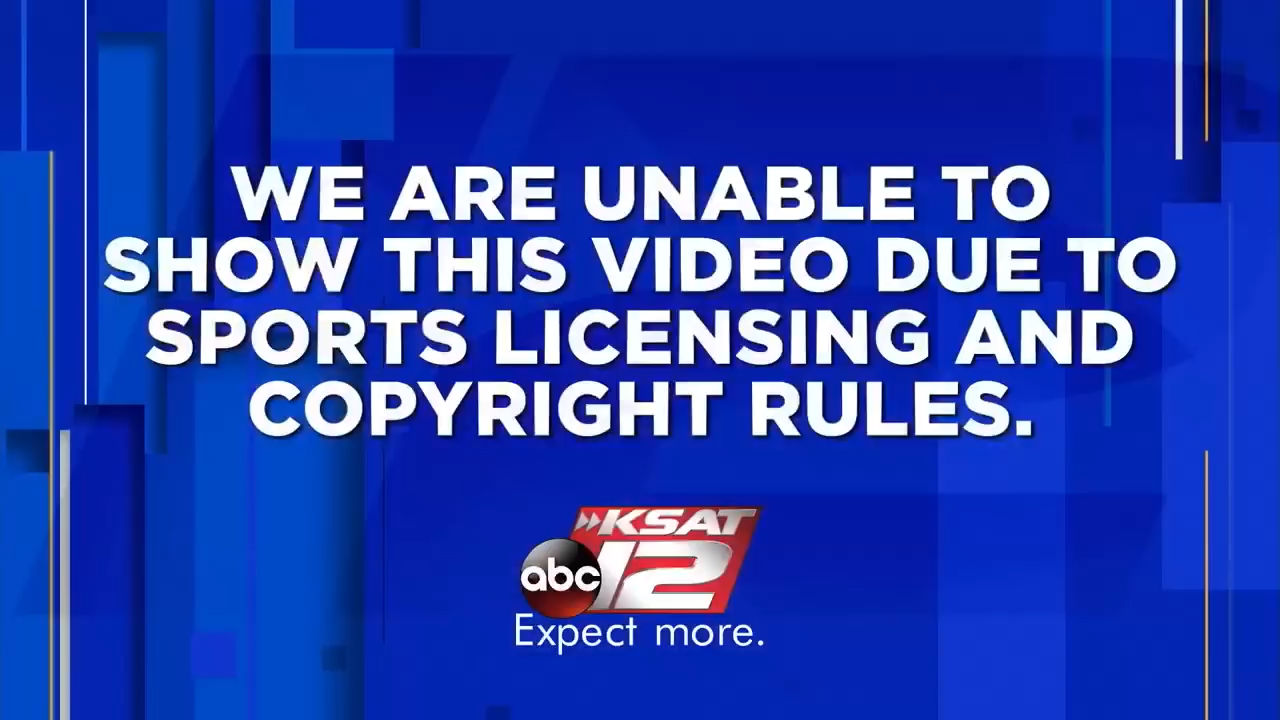 WE ARE UNABLE TO
SHOW THIS VIDEO DUE TO
SPORTS LICENSING AND
COPYRIGHT RULES.
KSAT
abc 12
Expect more.